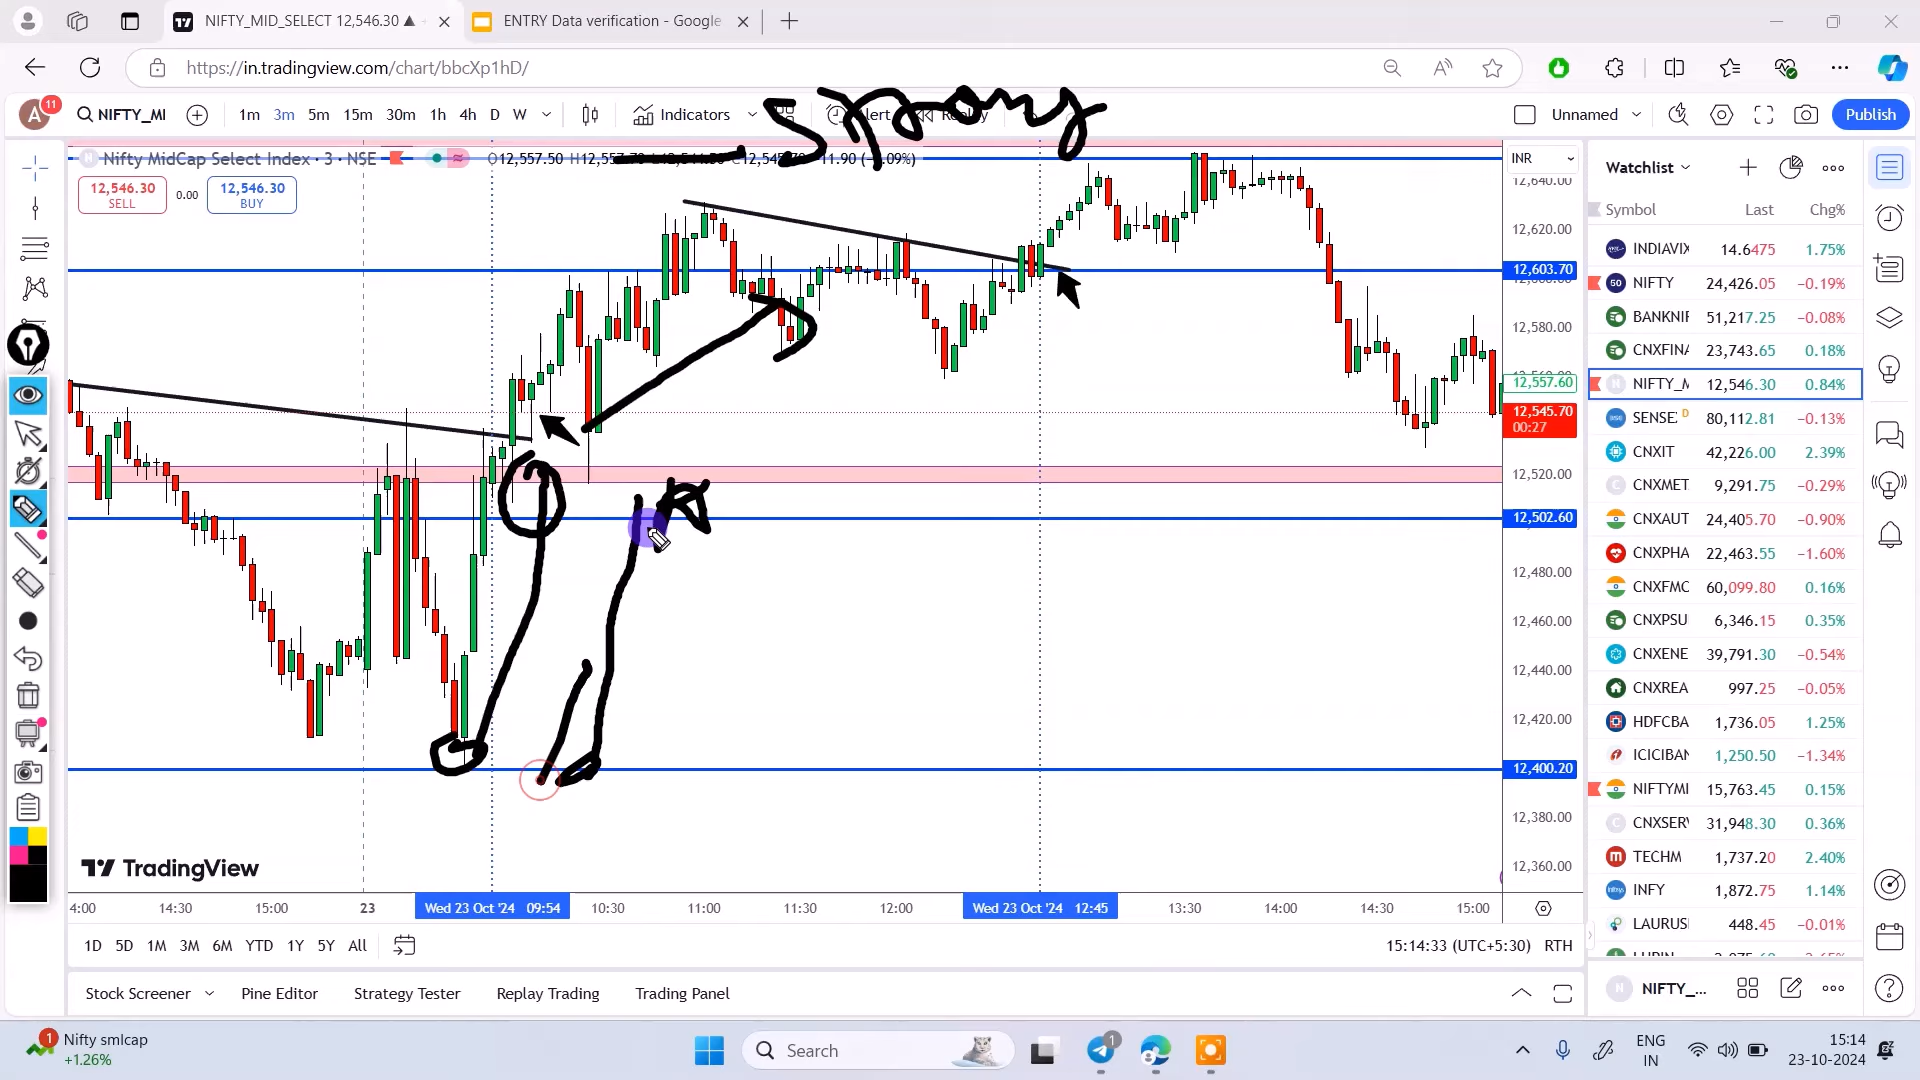 NIFTY_MID_SELECT 12,546.30 ▲
ENTRY Data verification - Google
https://in.tradingview.com/chart/bbcXp1hD/
A 11 NIFTY_MI 1m 3m 5m 15m 30m 1h 4h D W Indicators Alert Replay Unnamed Publish
Nifty MidCap Select Index · 3 · NSE O12,557.50
INR
12,546.30 SELL 0.00 12,546.30 BUY
12,640.00
12,620.00
12,603.70
12,580.00
12,557.60
12,545.70
00:27
12,520.00
12,502.60
12,480.00
12,460.00
12,440.00
12,420.00
12,400.20
12,380.00
12,360.00
TradingView
4:00 14:30 15:00 23 Wed 23 Oct '24 09:54 10:30 11:00 11:30 12:00 Wed 23 Oct '24 12:45 13:30 14:00 14:30 15:00
1D 5D 1M 3M 6M YTD 1Y 5Y All 15:14:33 (UTC+5:30) RTH
Stock Screener Pine Editor Strategy Tester Replay Trading Trading Panel
Watchlist
Symbol Last Chg%
INDIAVIX 14.6475 1.75%
NIFTY 24,426.05 −0.19%
BANKNIF 51,217.25 −0.08%
CNXFINA 23,743.65 0.18%
NIFTY_M 12,546.30 0.84%
SENSE: D 80,112.81 −0.13%
CNXIT 42,226.00 2.39%
CNXMET 9,291.75 −0.29%
CNXAUT 24,405.70 −0.90%
CNXPHA 22,463.55 −1.60%
CNXFMC 60,099.80 0.16%
CNXPSU 6,346.15 0.35%
CNXENE 39,791.30 −0.54%
CNXREA 997.25 −0.05%
HDFCBA 1,736.05 1.25%
ICICIBAN 1,250.50 −1.34%
NIFTYMI 15,763.45 0.15%
CNXSERV 31,948.30 0.36%
TECHM 1,737.20 2.40%
INFY 1,872.75 1.14%
LAURUS 448.45 −0.01%
NIFTY_...
Nifty smlcap
+1.26%
1
Search
1
ENG
IN
15:14
23-10-2024